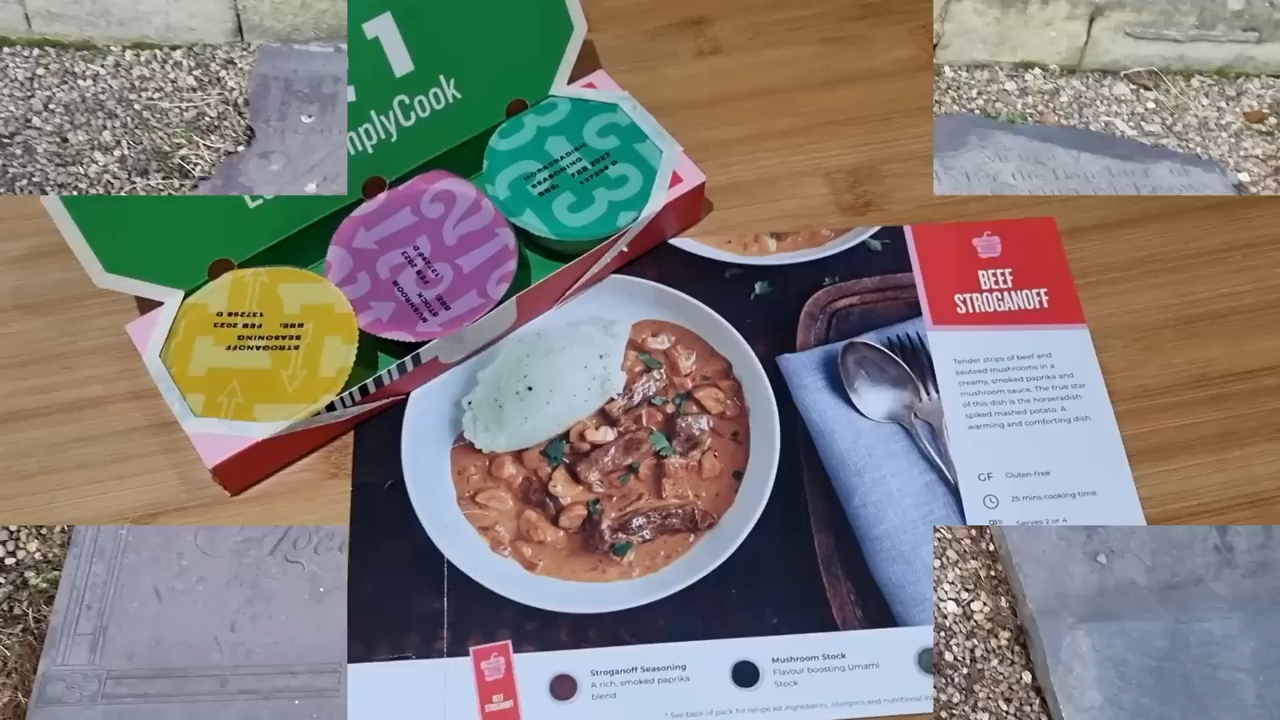 1
mplyCook
HORSERADISH
SEASONING
BBE: FEB 2023
137298 D
MUSHROOM
STOCK
BBE: FEB 2023
137298 D
STROGANOFF
SEASONING
BBE: FEB 2023
137298 D
BEEF
STROGANOFF
Tender strips of beef and
sauteed mushrooms in a
creamy, smoked paprika and
mushroom sauce. The true star
of this dish is the horseradish-
spiked mashed potato. A
warming and comforting dish.
GF Gluten-free
25 mins cooking time
Serves 2 or 4
BEEF
STROGANOFF
Stroganoff Seasoning
A rich, smoked paprika
blend
Mushroom Stock
Flavour boosting Umami
Stock
* See back of pack for recipe kit ingredients, allergens and nutritional in